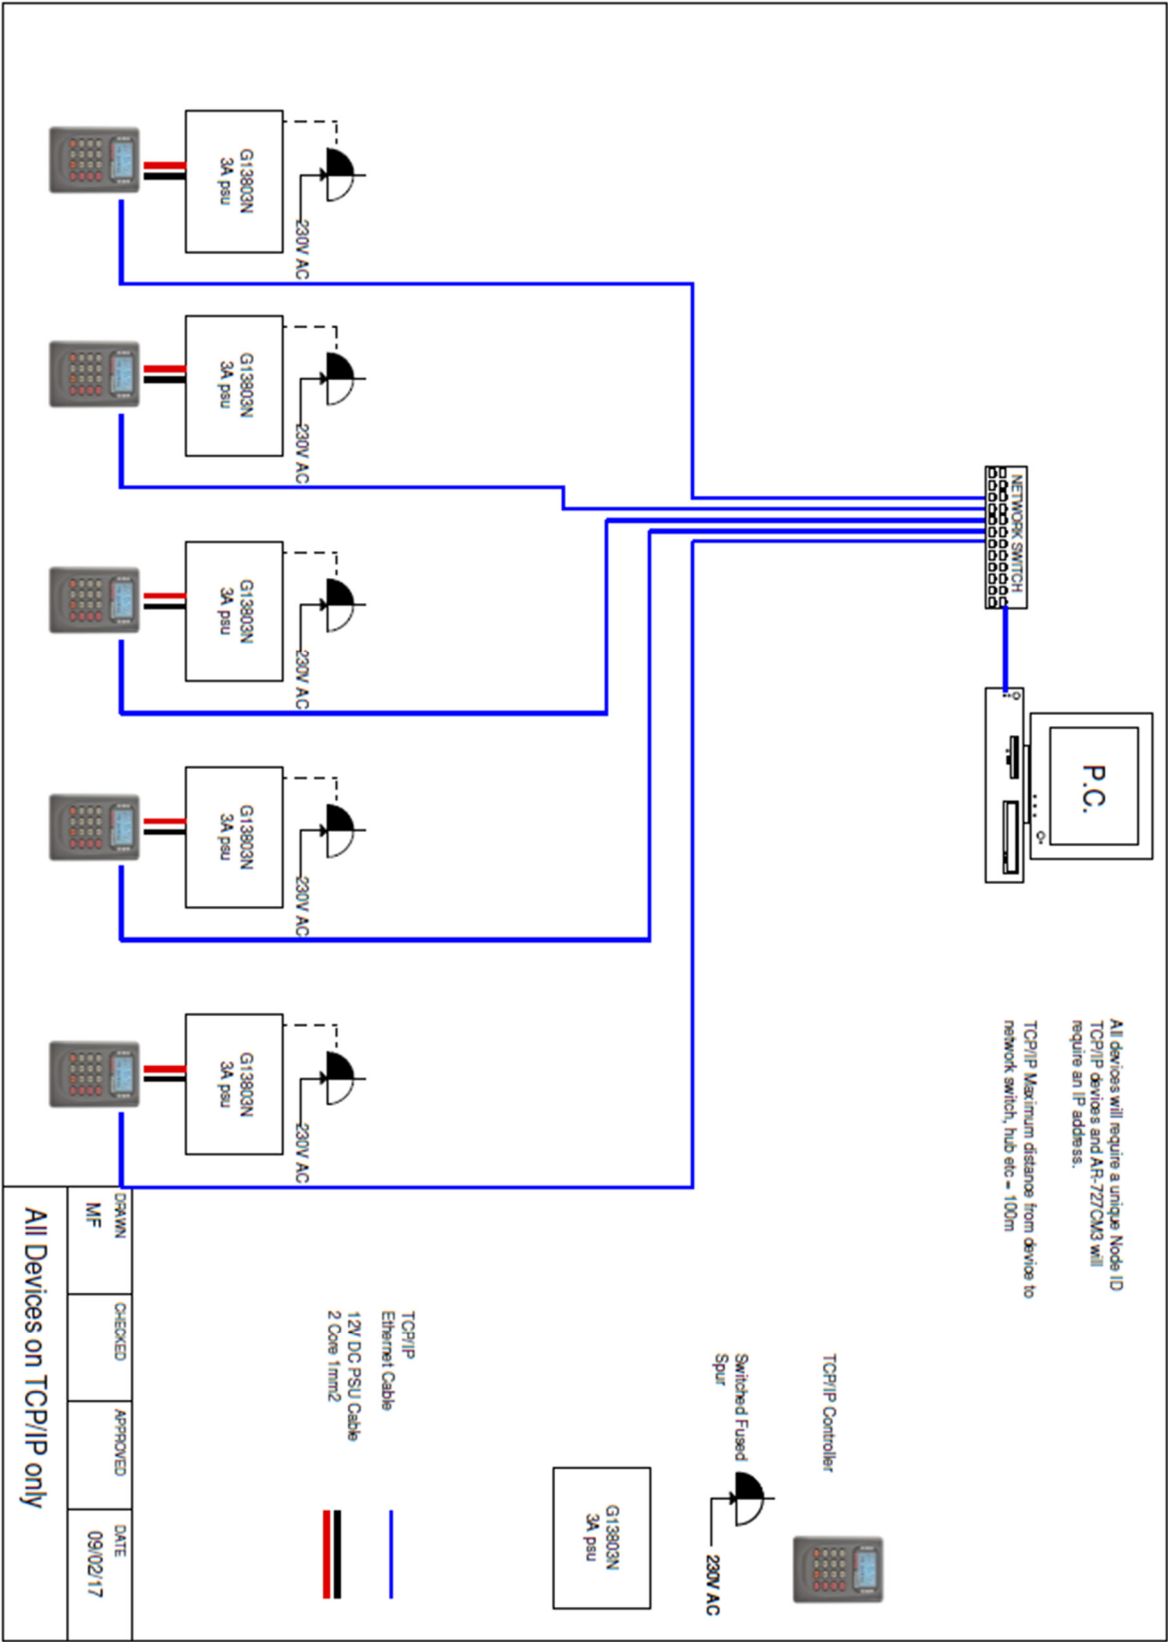 NETWORK SWITCH
P.C.
All devices will require a unique Node ID
TCP/IP devices and AR-727CM3 will
require an IP address.
TCP/IP Maximum distance from device to
network switch, hub etc = 100m
G13803N
3A psu
230V AC
G13803N
3A psu
230V AC
G13803N
3A psu
230V AC
G13803N
3A psu
230V AC
G13803N
3A psu
230V AC
TCP/IP Controller
Switched Fused
Spur
230V AC
G13803N
3A psu
TCP/IP
Ethernet Cable
12V DC PSU Cable
2 Core 1mm2
DRAWN
MF
CHECKED
APPROVED
DATE
09/02/17
All Devices on TCP/IP only